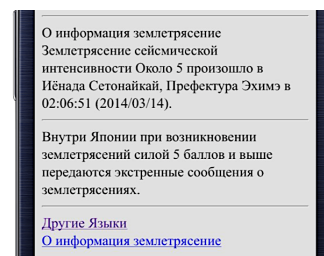 О информация землетрясение
Землетрясение сейсмической
интенсивности Около 5 произошло в
Иёнада Сетонайкай, Префектура Эхимэ в
02:06:51 (2014/03/14).
Внутри Японии при возникновении
землетрясений силой 5 баллов и выше
передаются экстренные сообщения о
землетрясениях.
Другие Языки
О информация землетрясение